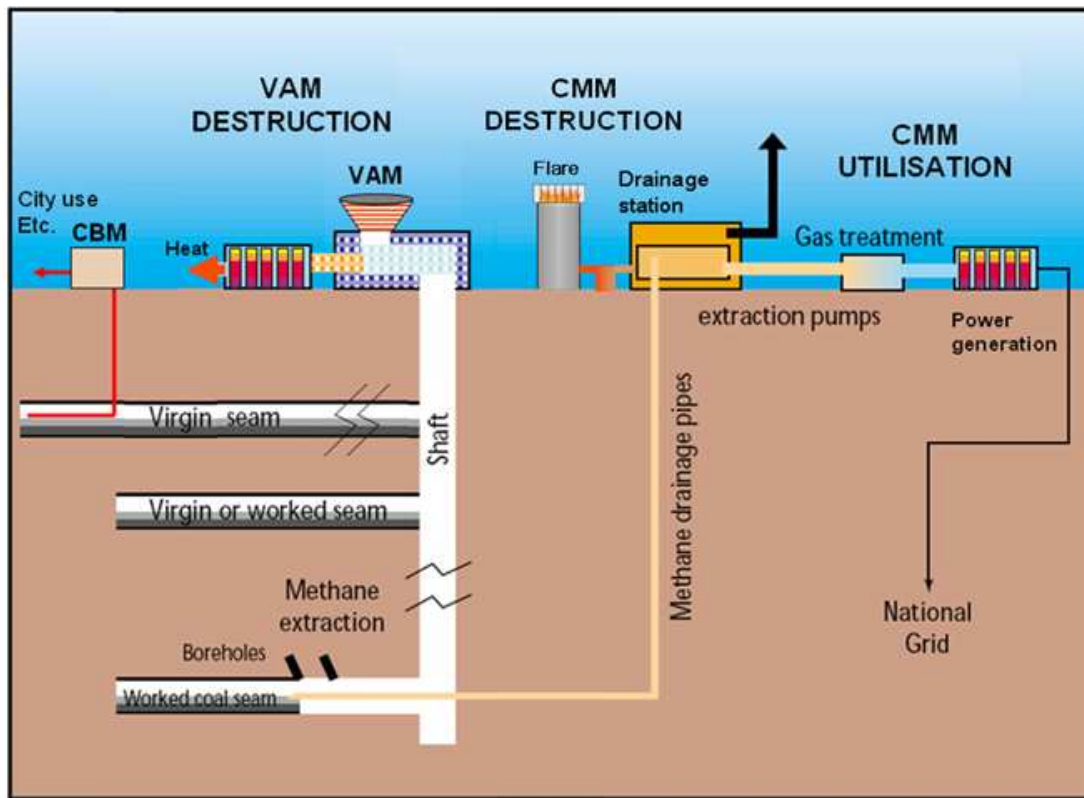 VAM
DESTRUCTION
CMM
DESTRUCTION
CMM
UTILISATION
VAM
Flare
Drainage
station
City use
Etc.
CBM
Heat
Gas treatment
extraction pumps
Power
generation
Virgin seam
Shaft
Methane drainage pipes
Virgin or worked seam
Methane
extraction
Boreholes
Worked coal seam
National
Grid